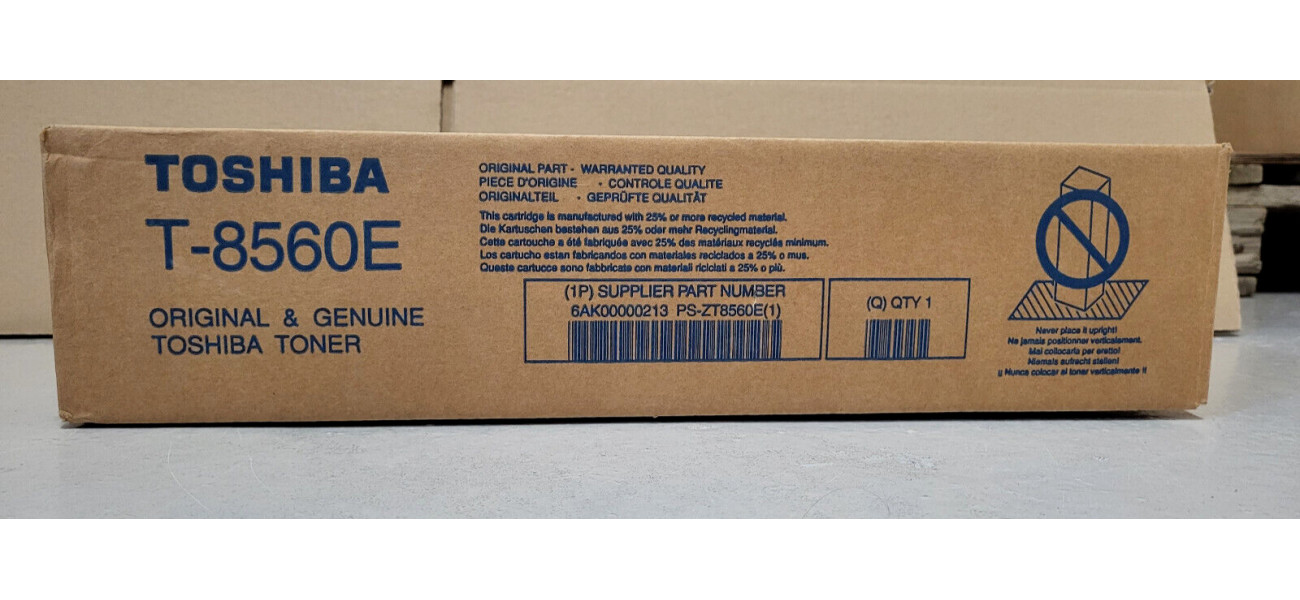 TOSHIBA
T-8560E
ORIGINAL & GENUINE
TOSHIBA TONER
ORIGINAL PART - WARRANTED QUALITY
PIECE D'ORIGINE - CONTROLE QUALITE
ORIGINALTEIL - GEPRÜFTE QUALITÄT
This cartridge is manufactured with 25% or more recycled material.
Die Kartuschen bestehen aus 25% oder mehr Recyclingmaterial.
Cette cartouche a été fabriquée avec 25% des matériaux recyclés minimum.
Los cartucho estan fabricandos con materiales reciclados a 25% o mus.
Queste cartucce sono fabbricate con materiali riciclati a 25% o più.
(1P) SUPPLIER PART NUMBER
6AK00000213 PS-ZT8560E(1)
(Q) QTY 1
Never place it upright!
Ne jamais positionner verticalement.
Mai collocarla per eretto!
Niemals aufrecht stellen!
¡¡ Nunca colocar el toner verticalmente !!